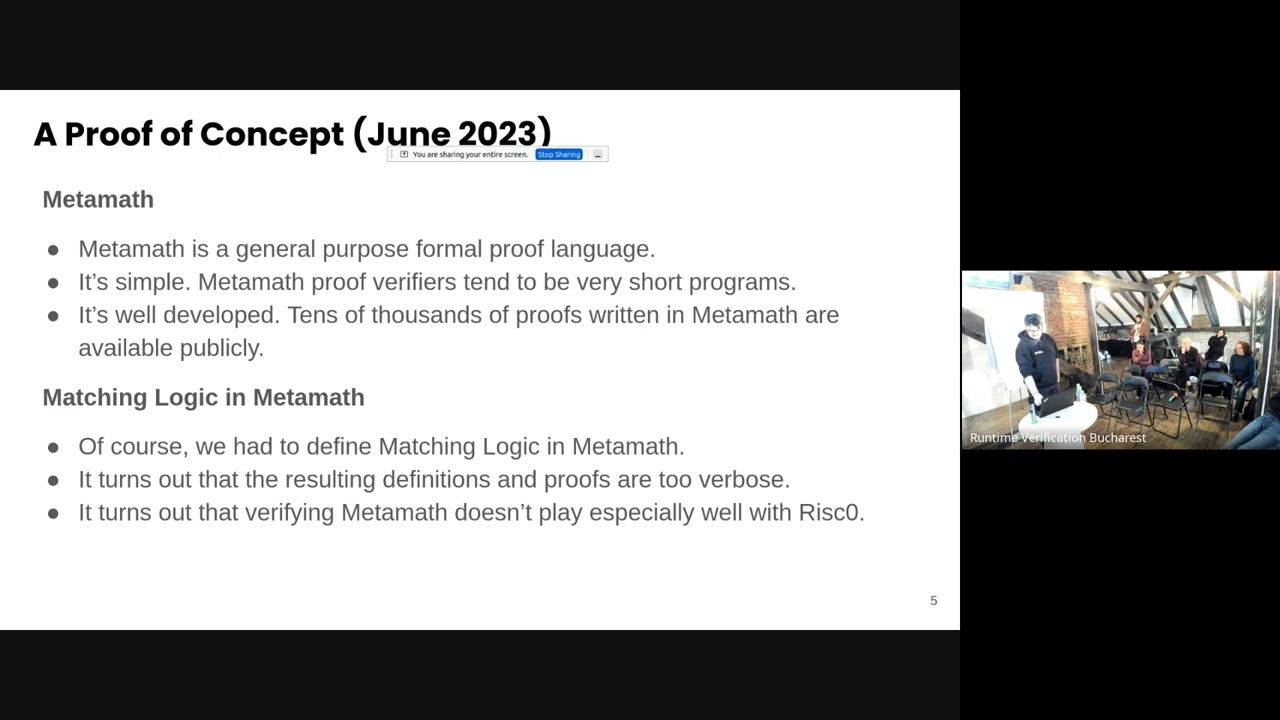 A Proof of Concept (June 2023)
You are sharing your entire screen. Stop Sharing
Metamath
● Metamath is a general purpose formal proof language.
● It’s simple. Metamath proof verifiers tend to be very short programs.
● It’s well developed. Tens of thousands of proofs written in Metamath are
available publicly.
Matching Logic in Metamath
● Of course, we had to define Matching Logic in Metamath.
● It turns out that the resulting definitions and proofs are too verbose.
● It turns out that verifying Metamath doesn’t play especially well with Risc0.
5
Runtime Verification Bucharest